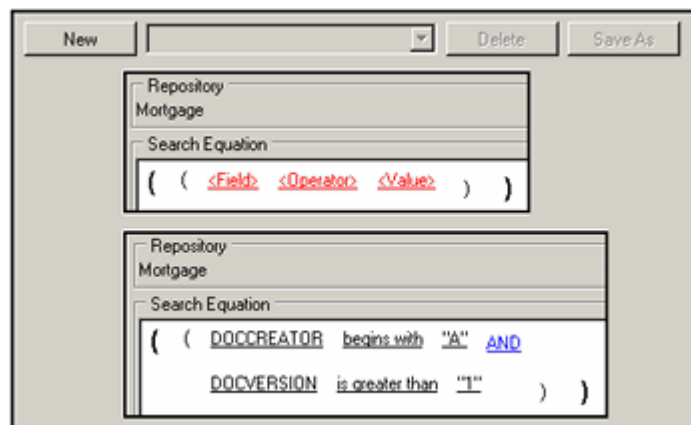 New Delete Save As
Repository
Mortgage
Search Equation
( ( <Field> <Operator> <Value> ) )
Repository
Mortgage
Search Equation
( ( DOCCREATOR begins with "A" AND
DOCVERSION is greater than "1" ) )